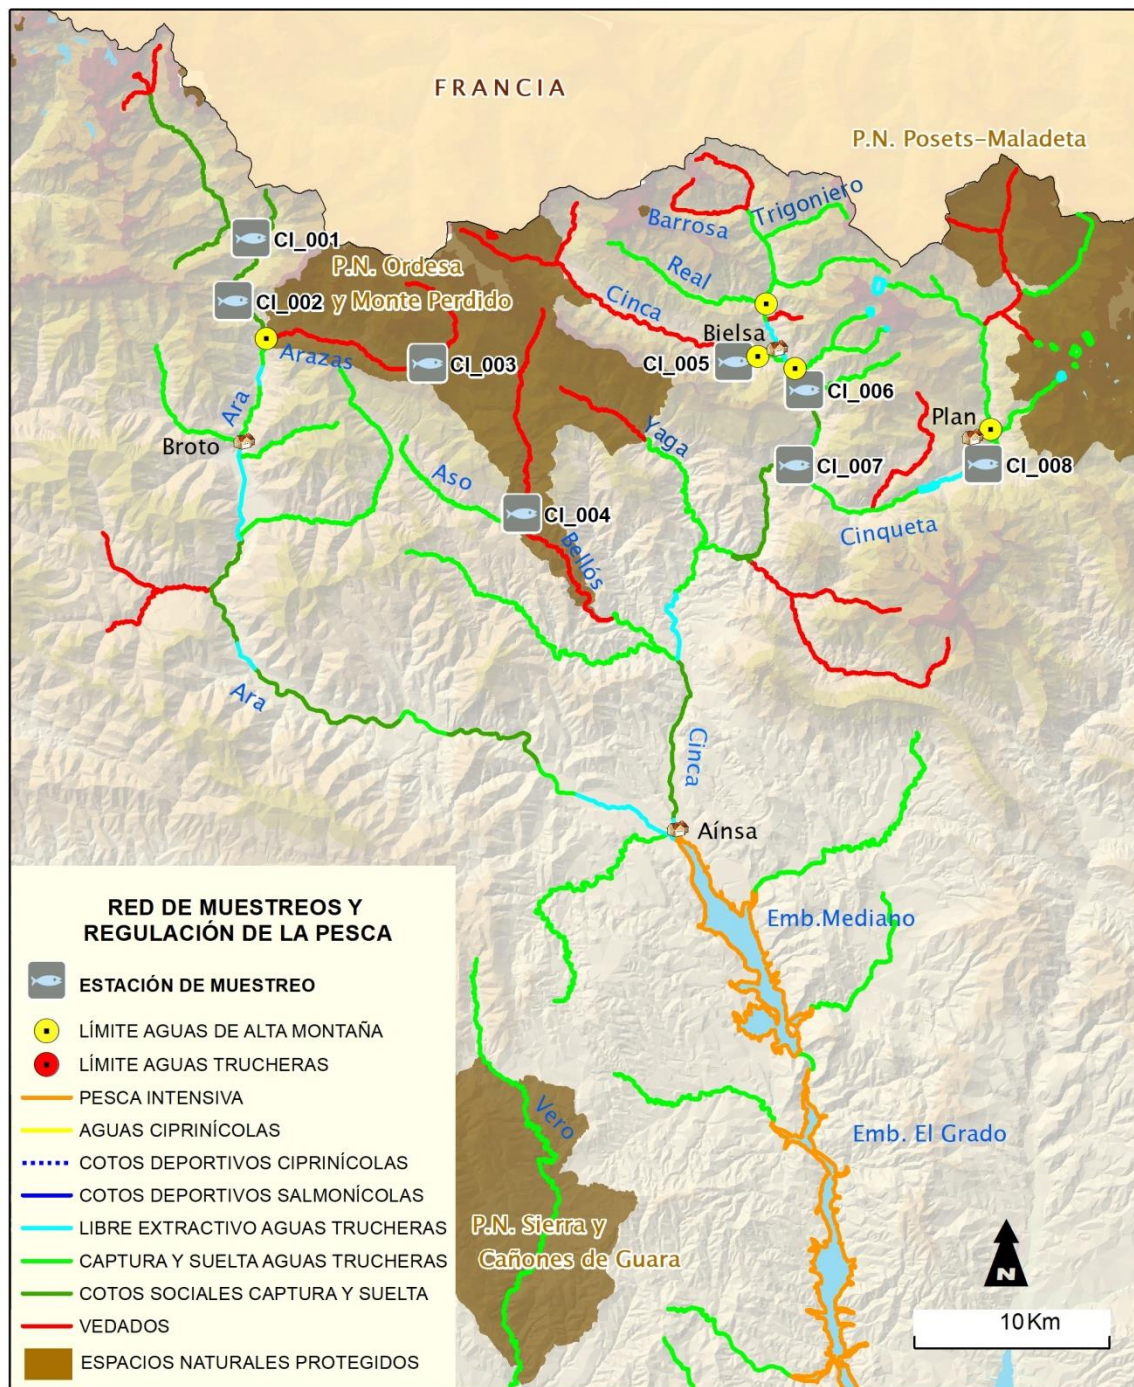 FRANCIA
P.N. Posets-Maladeta
Trigoniero
Barrosa
CI_001
P.N. Ordesa
y Monte Perdido
Real
CI_002
Cinca
Bielsa
Arazas
CI_003
CI_005
CI_006
Ara
Plan
Broto
Yaga
CI_007
CI_008
Aso
CI_004
Cinqueta
Bellós
Ara
Cinca
Aínsa
Emb.Mediano
Vero
Emb. El Grado
P.N. Sierra y
Cañones de Guara
RED DE MUESTREOS Y
REGULACIÓN DE LA PESCA
ESTACIÓN DE MUESTREO
LÍMITE AGUAS DE ALTA MONTAÑA
LÍMITE AGUAS TRUCHERAS
PESCA INTENSIVA
AGUAS CIPRINÍCOLAS
COTOS DEPORTIVOS CIPRINÍCOLAS
COTOS DEPORTIVOS SALMONÍCOLAS
LIBRE EXTRACTIVO AGUAS TRUCHERAS
CAPTURA Y SUELTA AGUAS TRUCHERAS
COTOS SOCIALES CAPTURA Y SUELTA
VEDADOS
ESPACIOS NATURALES PROTEGIDOS
N
10 Km